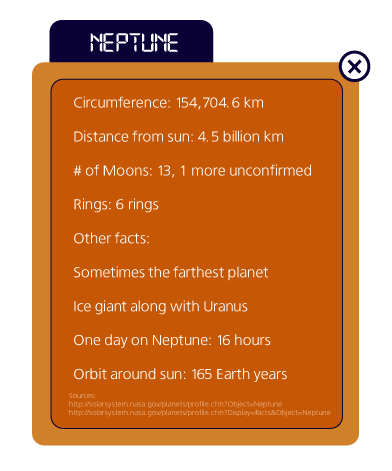 NEPTUNE
Circumference: 154,704.6 km
Distance from sun: 4.5 billion km
# of Moons: 13, 1 more unconfirmed
Rings: 6 rings
Other facts:
Sometimes the farthest planet
Ice giant along with Uranus
One day on Neptune: 16 hours
Orbit around sun: 165 Earth years
Sources:
http://solarsystem.nasa.gov/planets/profile.cfm?Object=Neptune
http://solarsystem.nasa.gov/planets/profile.cfm?Display=Facts&Object=Neptune